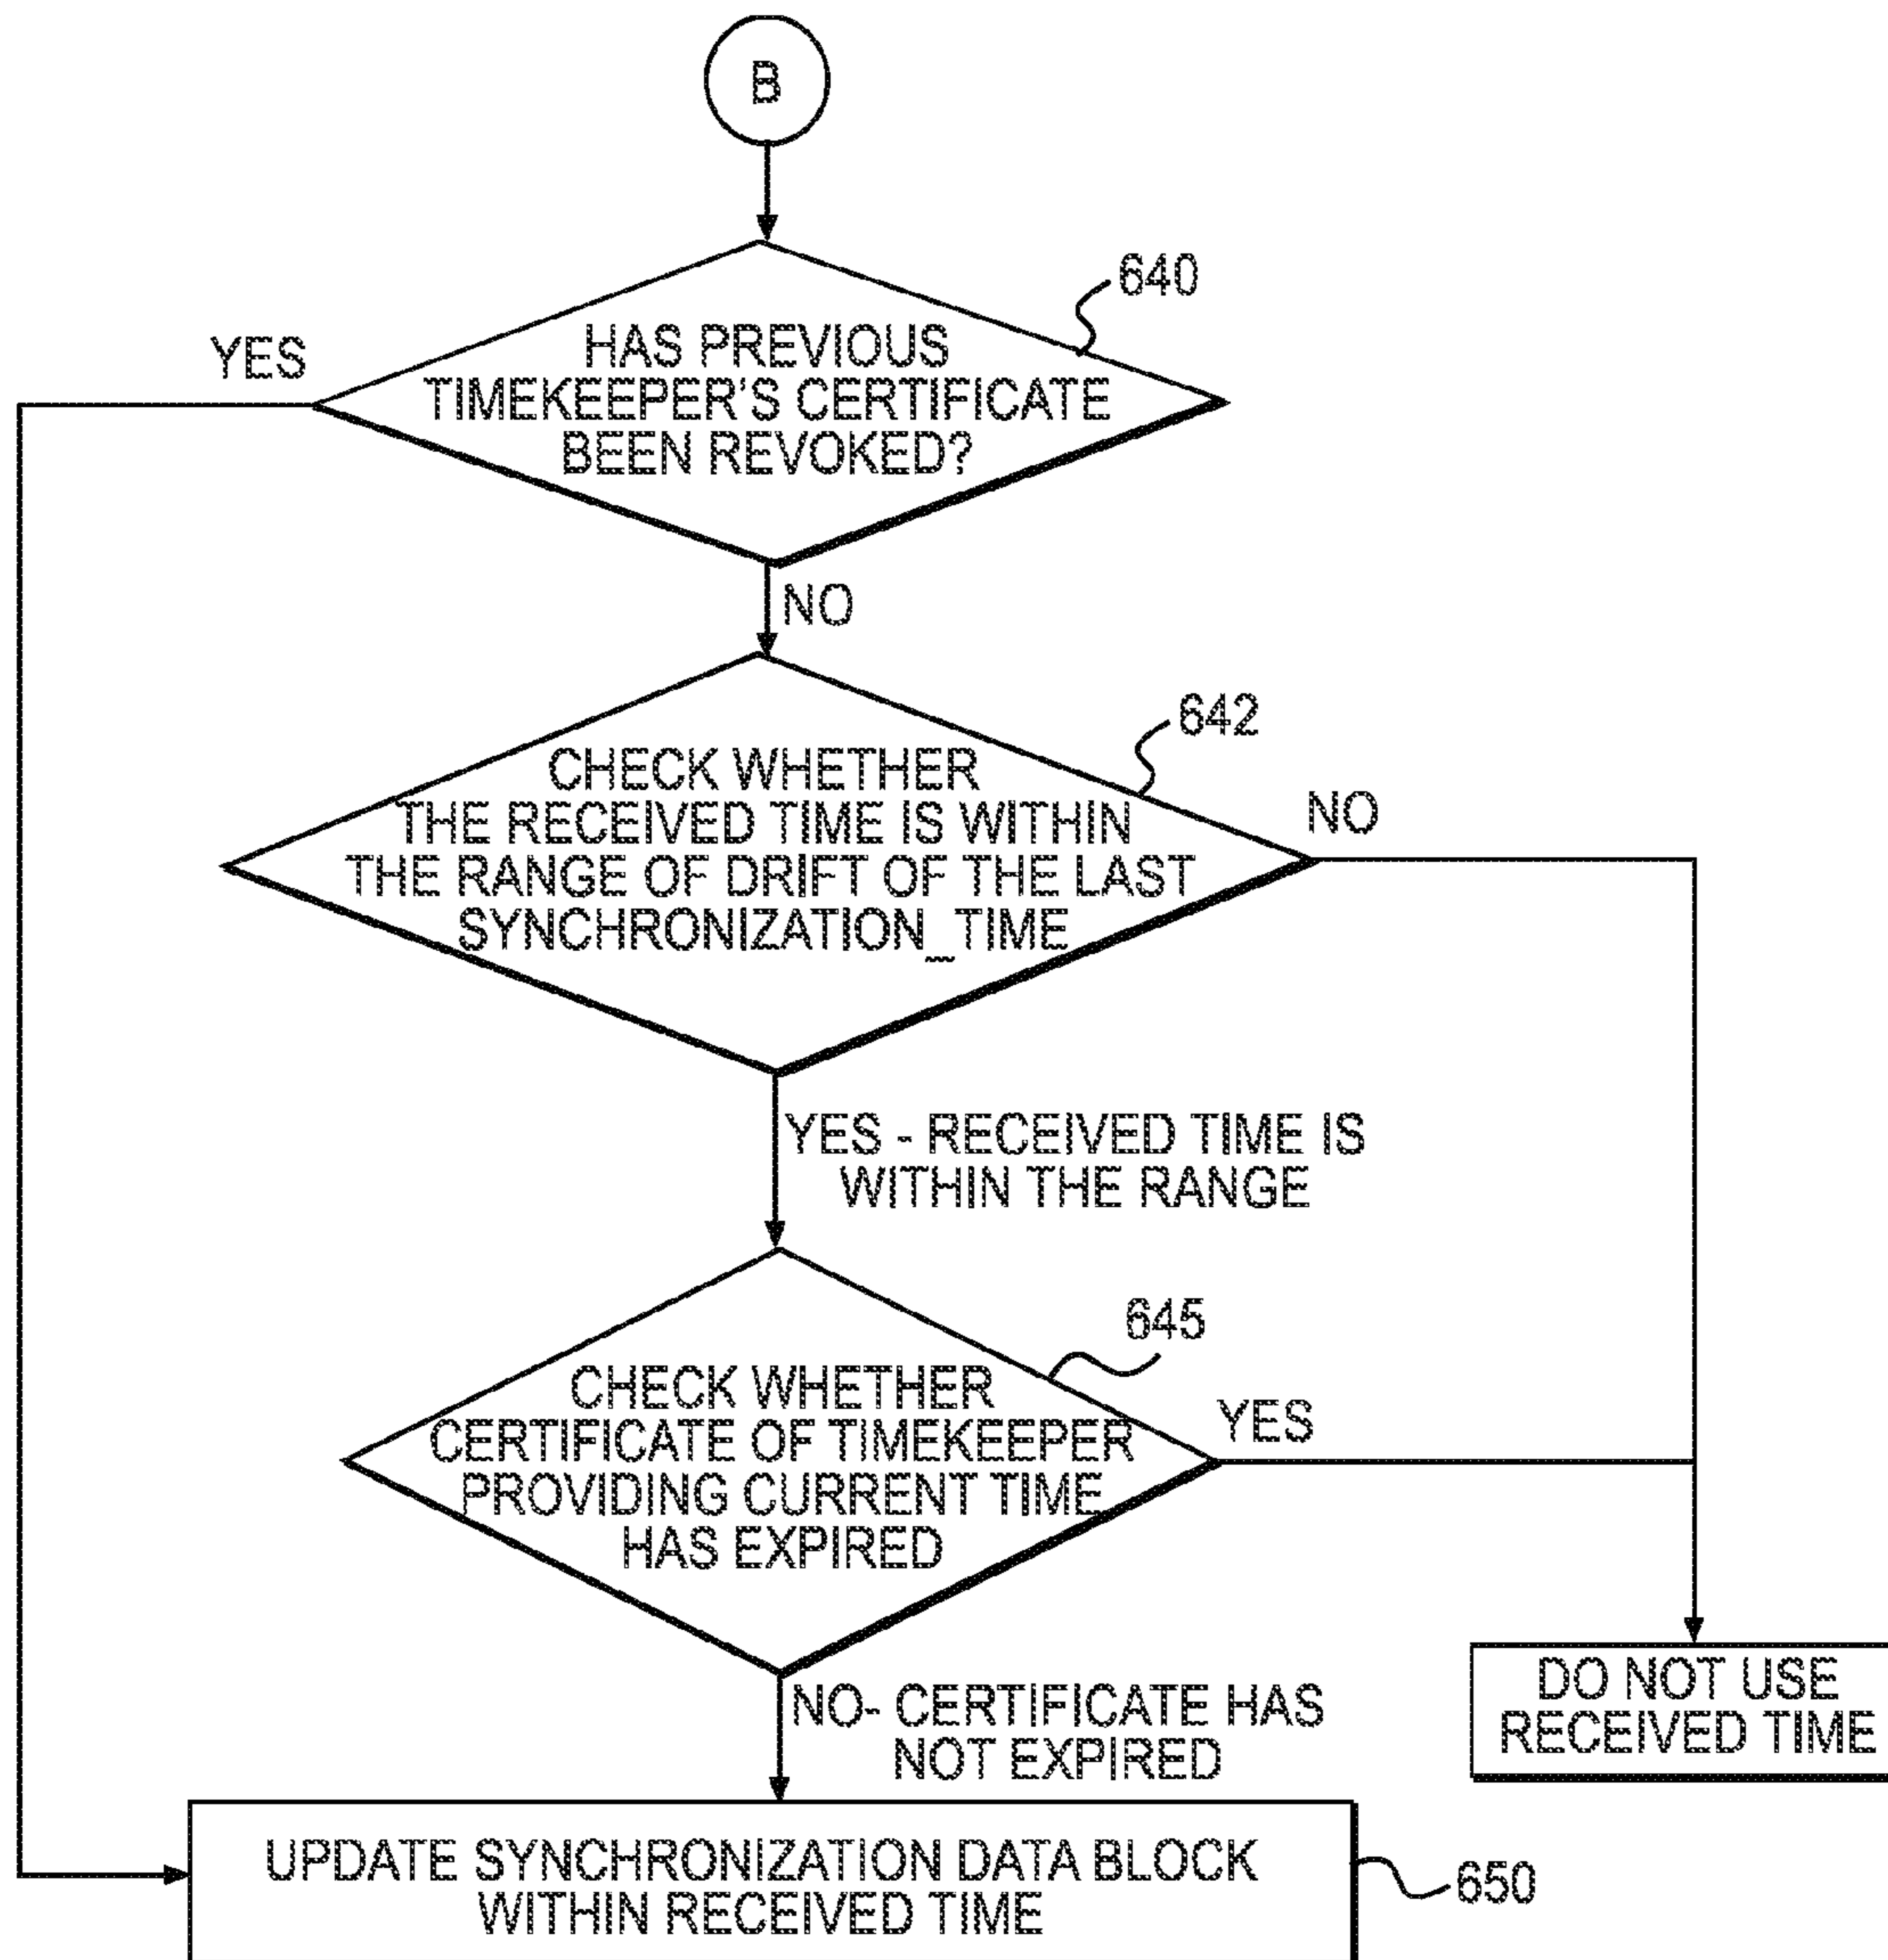 B
640
YES
HAS PREVIOUS
TIMEKEEPER'S CERTIFICATE
BEEN REVOKED?
NO
642
CHECK WHETHER
THE RECEIVED TIME IS WITHIN
THE RANGE OF DRIFT OF THE LAST
SYNCHRONIZATION_TIME
NO
YES - RECEIVED TIME IS
WITHIN THE RANGE
645
CHECK WHETHER
CERTIFICATE OF TIMEKEEPER
PROVIDING CURRENT TIME
HAS EXPIRED
YES
NO- CERTIFICATE HAS
NOT EXPIRED
DO NOT USE
RECEIVED TIME
UPDATE SYNCHRONIZATION DATA BLOCK
WITHIN RECEIVED TIME
650